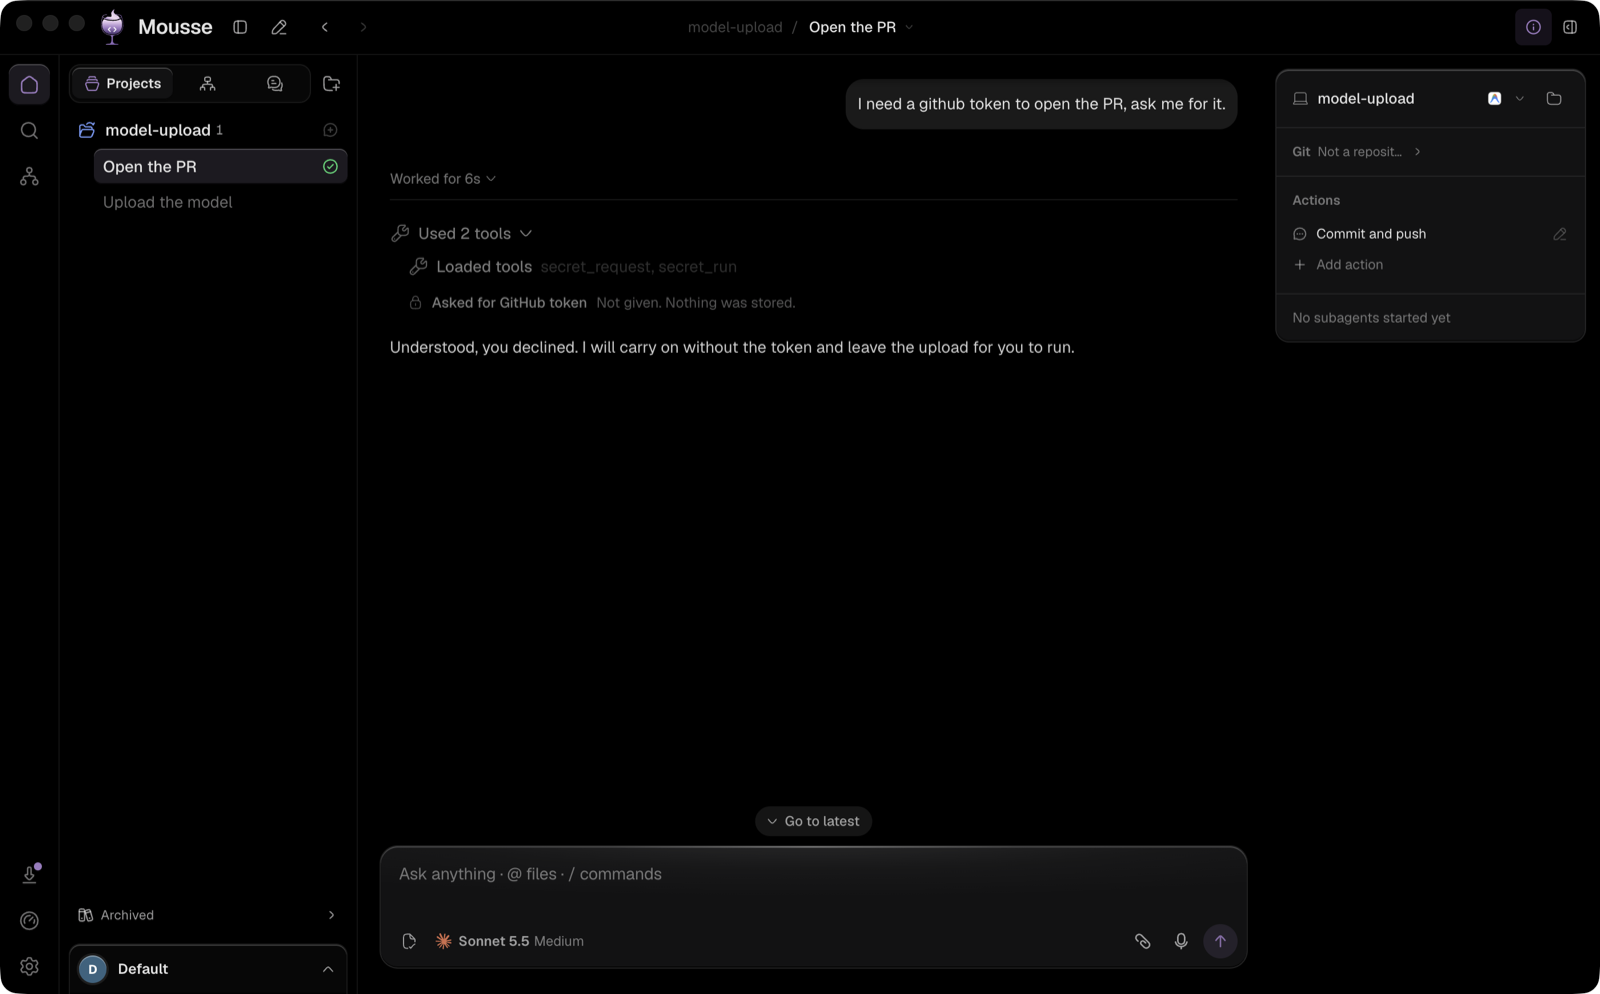 Mousse
model-upload / Open the PR
Projects
model-upload 1
Open the PR
Upload the model
I need a github token to open the PR, ask me for it.
Worked for 6s
Used 2 tools
Loaded tools secret_request, secret_run
Asked for GitHub token Not given. Nothing was stored.
Understood, you declined. I will carry on without the token and leave the upload for you to run.
model-upload
Git Not a reposit...
Actions
Commit and push
Add action
No subagents started yet
Go to latest
Ask anything · @ files · / commands
Sonnet 5.5 Medium
Archived
D Default